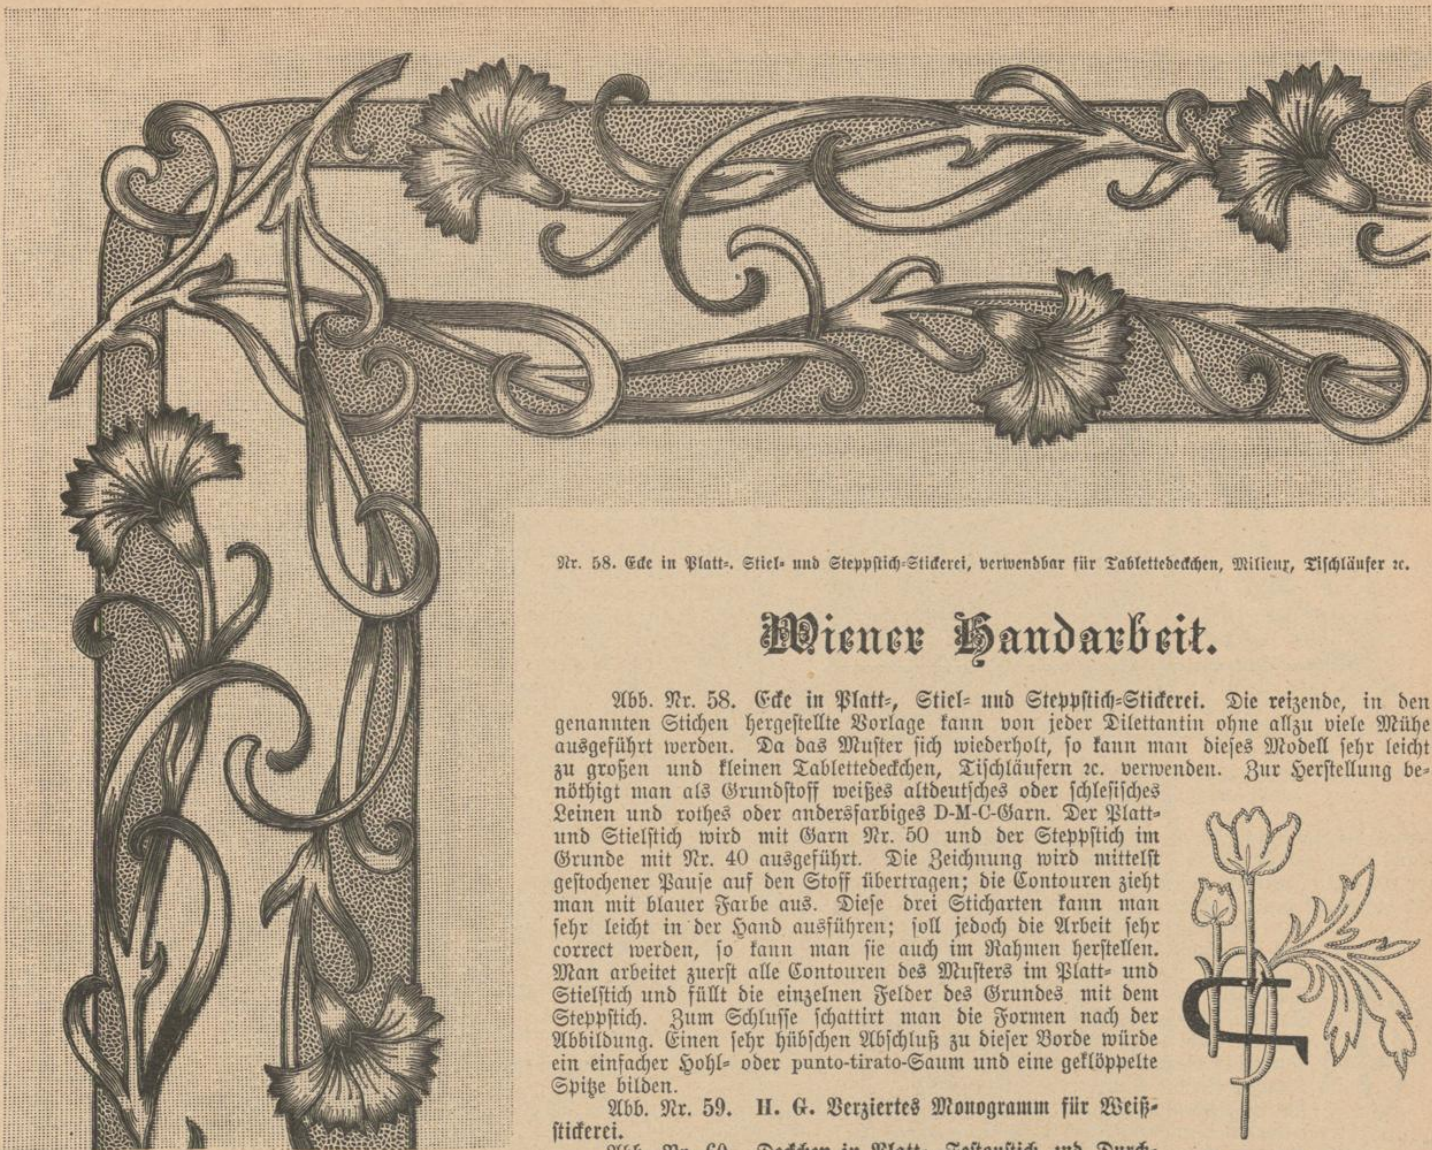 Nr. 58. Ecke in Platt-, Stiel- und Steppstich-Stickerei, verwendbar für Tablettedeckchen, Milieux, Tischläufer ꝛc.
Wiener Handarbeit.
Abb. Nr. 58. Ecke in Platt-, Stiel- und Steppstich-Stickerei. Die reizende, in den
genannten Stichen hergestellte Vorlage kann von jeder Dilettantin ohne allzu viele Mühe
ausgeführt werden. Da das Muster sich wiederholt, so kann man dieses Modell sehr leicht
zu großen und kleinen Tablettedeckchen, Tischläufern ꝛc. verwenden. Zur Herstellung be-
nöthigt man als Grundstoff weißes altdeutsches oder schlesisches
Leinen und rothes oder andersfarbiges D-M-C-Garn. Der Platt-
und Stielstich wird mit Garn Nr. 50 und der Steppstich im
Grunde mit Nr. 40 ausgeführt. Die Zeichnung wird mittelst
gestochener Pause auf den Stoff übertragen; die Contouren zieht
man mit blauer Farbe aus. Diese drei Sticharten kann man
sehr leicht in der Hand ausführen; soll jedoch die Arbeit sehr
correct werden, so kann man sie auch im Rahmen herstellen.
Man arbeitet zuerst alle Contouren des Musters im Platt- und
Stielstich und füllt die einzelnen Felder des Grundes mit dem
Steppstich. Zum Schlusse schattirt man die Formen nach der
Abbildung. Einen sehr hübschen Abschluß zu dieser Borde würde
ein einfacher Hohl- oder punto-tirato-Saum und eine geklöppelte
Spitze bilden.
Abb. Nr. 59. H. G. Verziertes Monogramm für Weiß-
stickerei.
Abb. Nr. 60. Deckchen in Platt-, Festonstich und Durch-